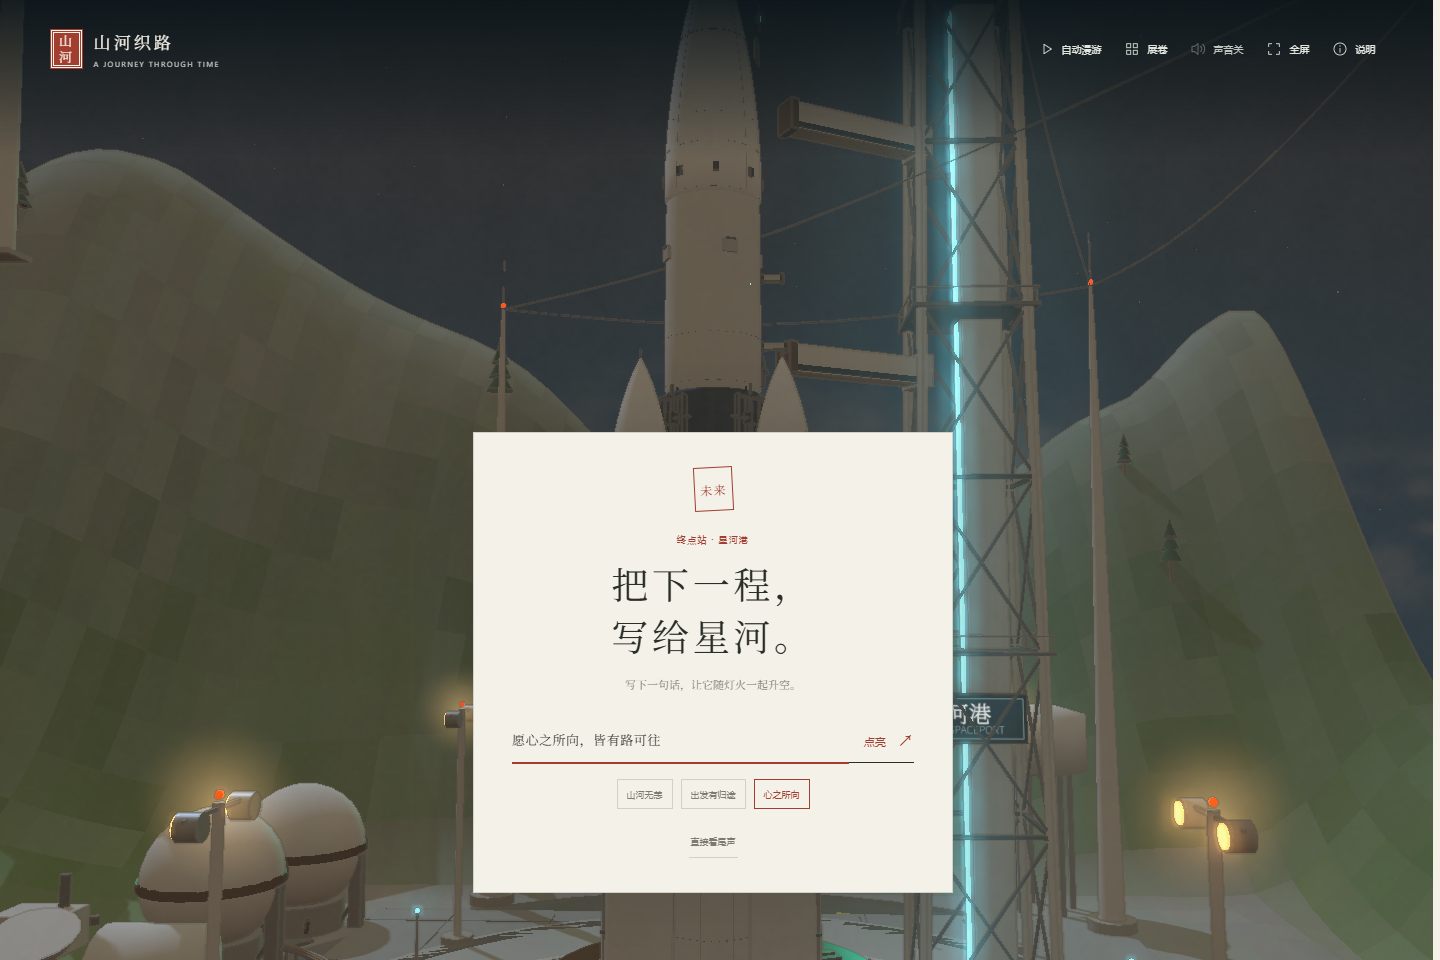 山河
山河织路
A JOURNEY THROUGH TIME
自动漫游
展卷
声音关
全屏
说明
未来
终点站 · 星河港
把下一程，
写给星河。
写下一句话，让它随灯火一起升空。
愿心之所向，皆有路可往
点亮 ↗
山河无恙
出发有归途
心之所向
直接看尾声
河港
SPACEPORT